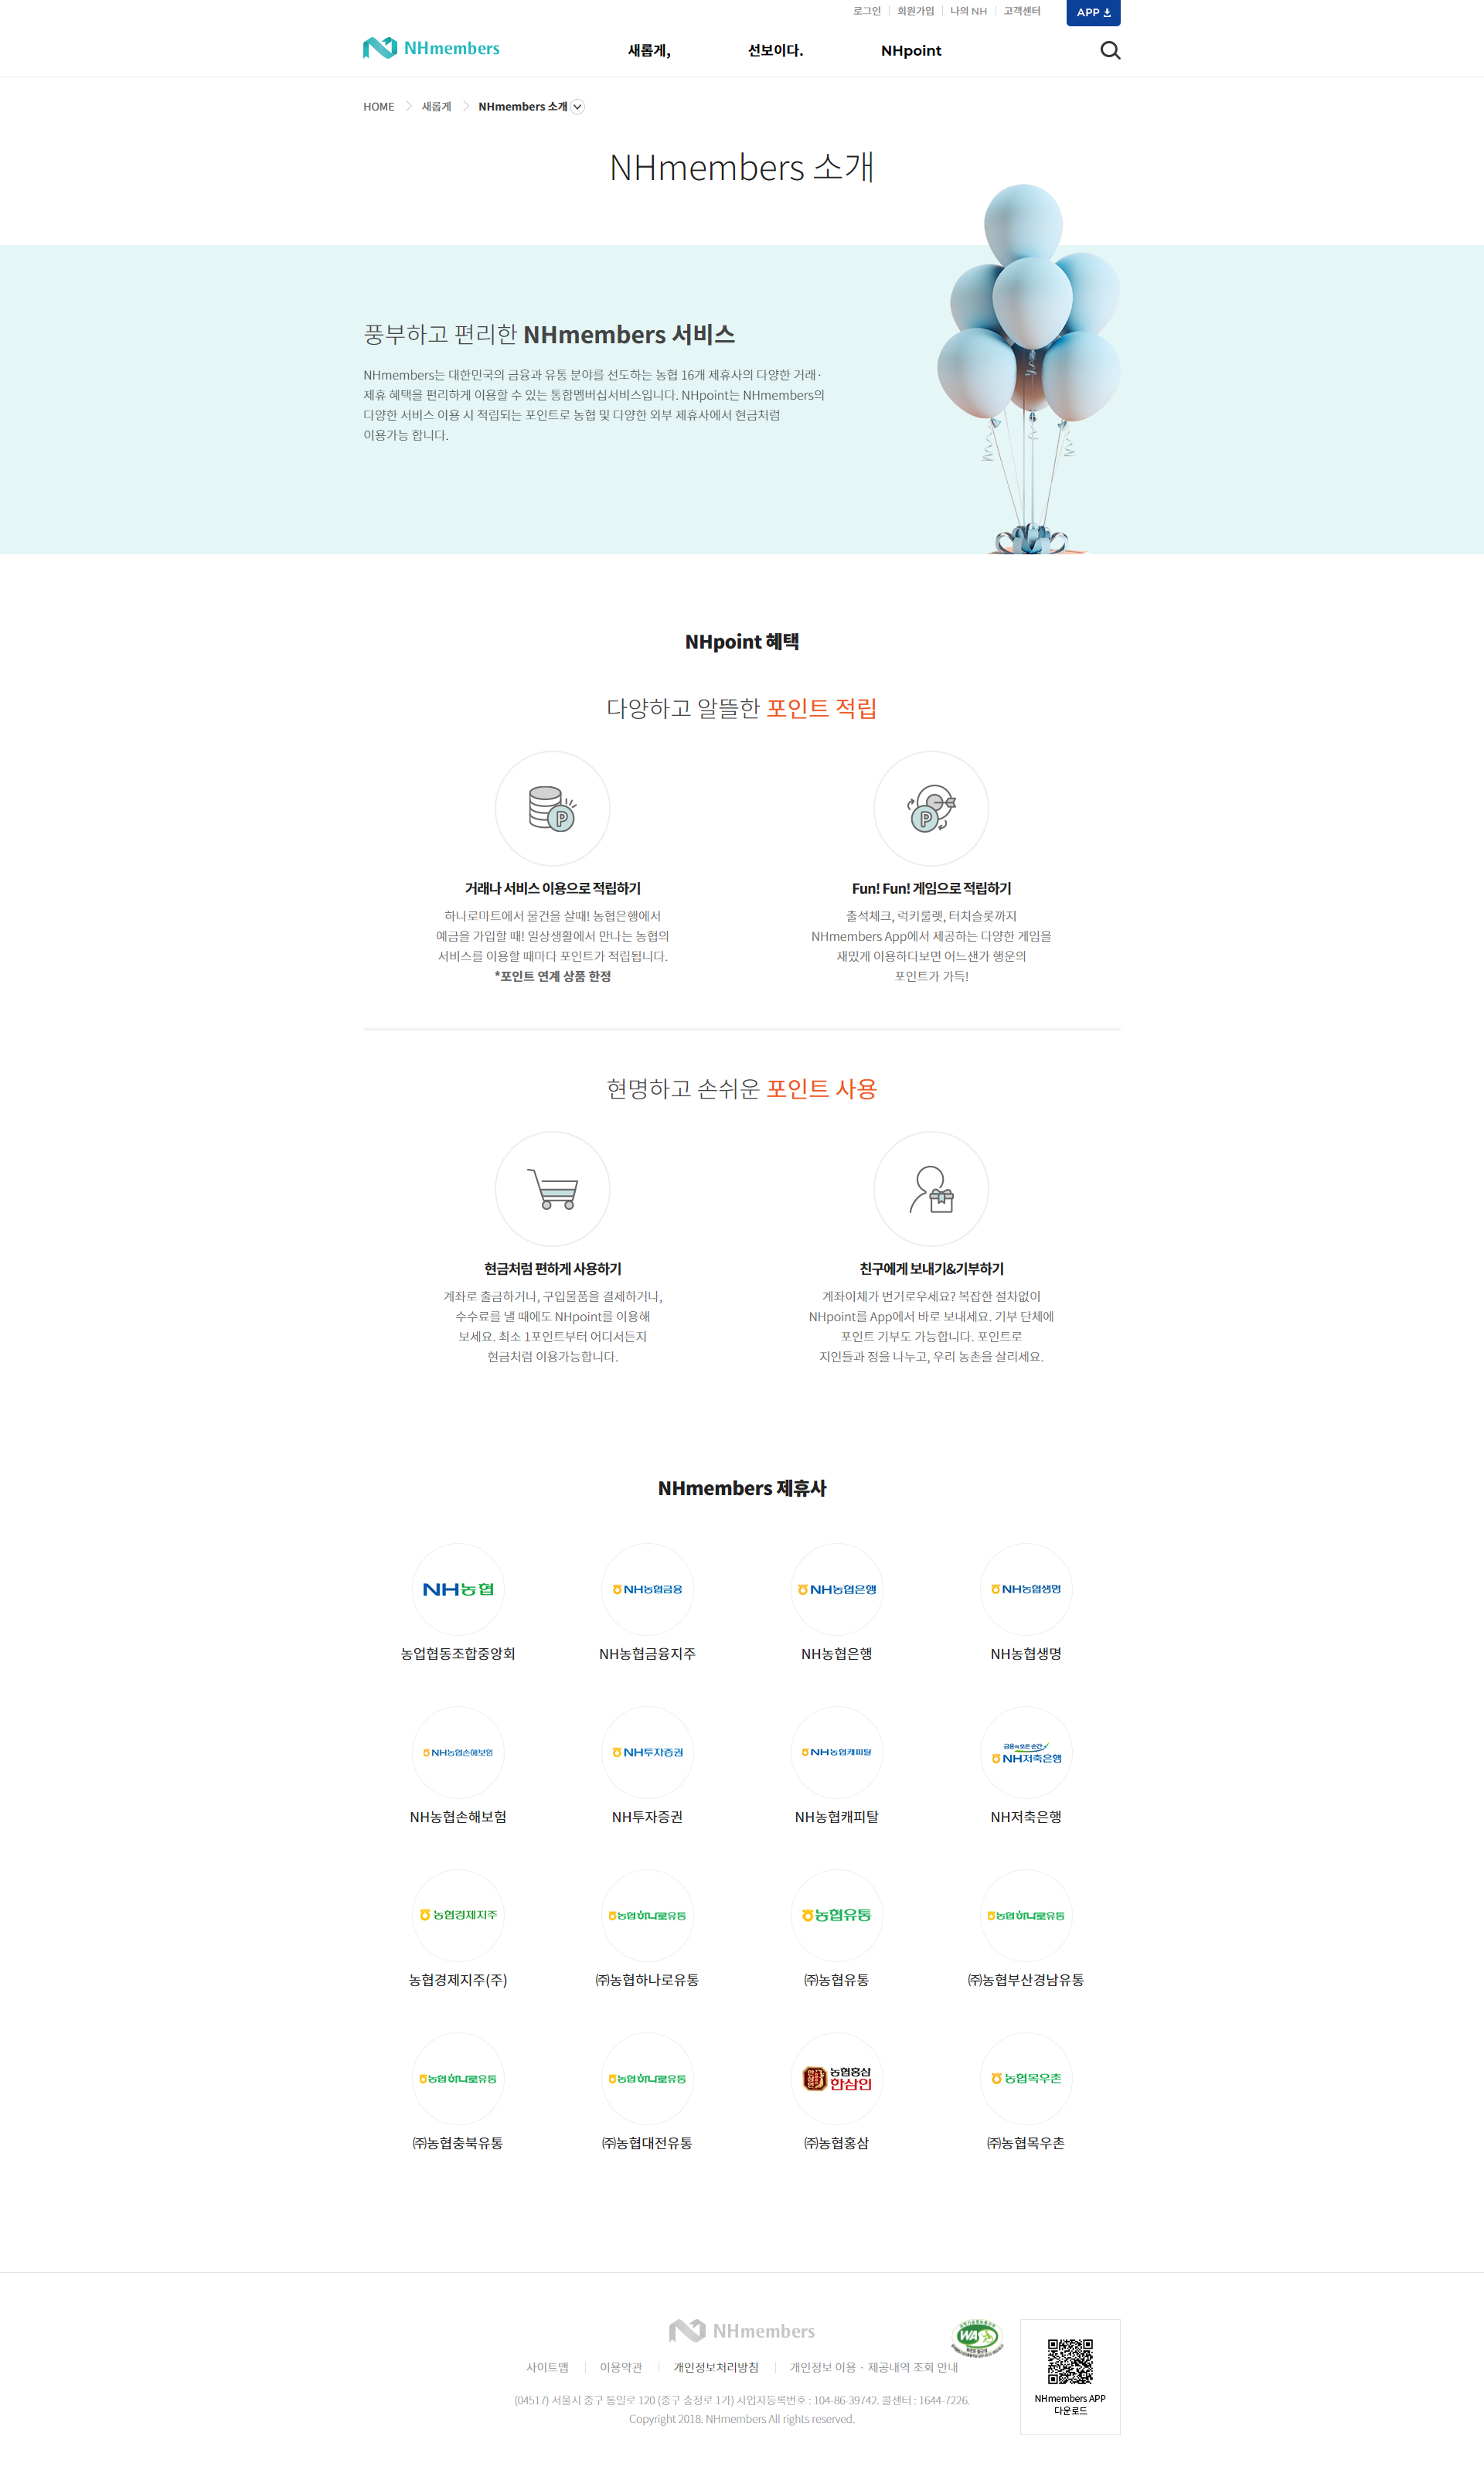 로그인 회원가입 나의 NH 고객센터 APP
NHmembers 새롭게, 선보이다. NHpoint
HOME 새롭게 NHmembers 소개
NHmembers 소개
풍부하고 편리한 NHmembers 서비스
NHmembers는 대한민국의 금융과 유통 분야를 선도하는 농협 16개 제휴사의 다양한 거래·
제휴 혜택을 편리하게 이용할 수 있는 통합멤버십서비스입니다. NHpoint는 NHmembers의
다양한 서비스 이용 시 적립되는 포인트로 농협 및 다양한 외부 제휴사에서 현금처럼
이용가능 합니다.
NHpoint 혜택
다양하고 알뜰한 포인트 적립
P
P
거래나 서비스 이용으로 적립하기
하나로마트에서 물건을 살때! 농협은행에서
예금을 가입할 때! 일상생활에서 만나는 농협의
서비스를 이용할 때마다 포인트가 적립됩니다.
*포인트 연계 상품 한정
Fun! Fun! 게임으로 적립하기
출석체크, 럭키룰렛, 터치슬롯까지
NHmembers App에서 제공하는 다양한 게임을
재밌게 이용하다보면 어느샌가 행운의
포인트가 가득!
현명하고 손쉬운 포인트 사용
현금처럼 편하게 사용하기
계좌로 출금하거나, 구입물품을 결제하거나,
수수료를 낼 때에도 NHpoint를 이용해
보세요. 최소 1포인트부터 어디서든지
현금처럼 이용가능합니다.
친구에게 보내기&기부하기
계좌이체가 번거로우세요? 복잡한 절차없이
NHpoint를 App에서 바로 보내세요. 기부 단체에
포인트 기부도 가능합니다. 포인트로
지인들과 정을 나누고, 우리 농촌을 살리세요.
NHmembers 제휴사
NH농협 NH농협금융 NH농협은행 NH농협생명
농업협동조합중앙회 NH농협금융지주 NH농협은행 NH농협생명
NH농협손해보험 NH투자증권 NH농협캐피탈 금융의 모든 순간 NH저축은행
NH농협손해보험 NH투자증권 NH농협캐피탈 NH저축은행
농협경제지주 농협하나로유통 농협유통 농협하나로유통
농협경제지주(주) ㈜농협하나로유통 ㈜농협유통 ㈜농협부산경남유통
농협하나로유통 농협하나로유통 농협홍삼 한삼인 농협목우촌
㈜농협충북유통 ㈜농협대전유통 ㈜농협홍삼 ㈜농협목우촌
NHmembers
WA
사이트맵 이용약관 개인정보처리방침 개인정보 이용 · 제공내역 조회 안내
(04517) 서울시 중구 통일로 120 (중구 충정로 1가) 사업자등록번호 : 104-86-39742. 콜센터 : 1644-7226.
Copyright 2018. NHmembers All rights reserved.
NHmembers APP
다운로드